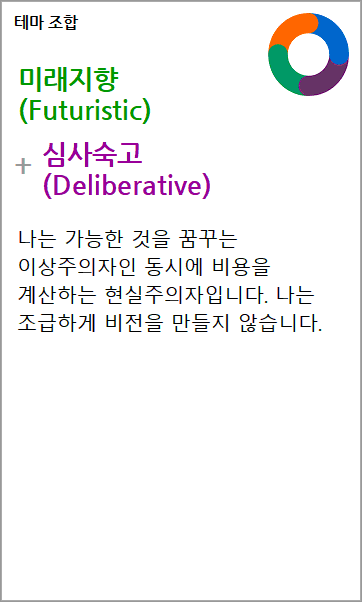 테마 조합
미래지향
(Futuristic)
+ 심사숙고
(Deliberative)
나는 가능한 것을 꿈꾸는
이상주의자인 동시에 비용을
계산하는 현실주의자입니다. 나는
조급하게 비전을 만들지 않습니다.